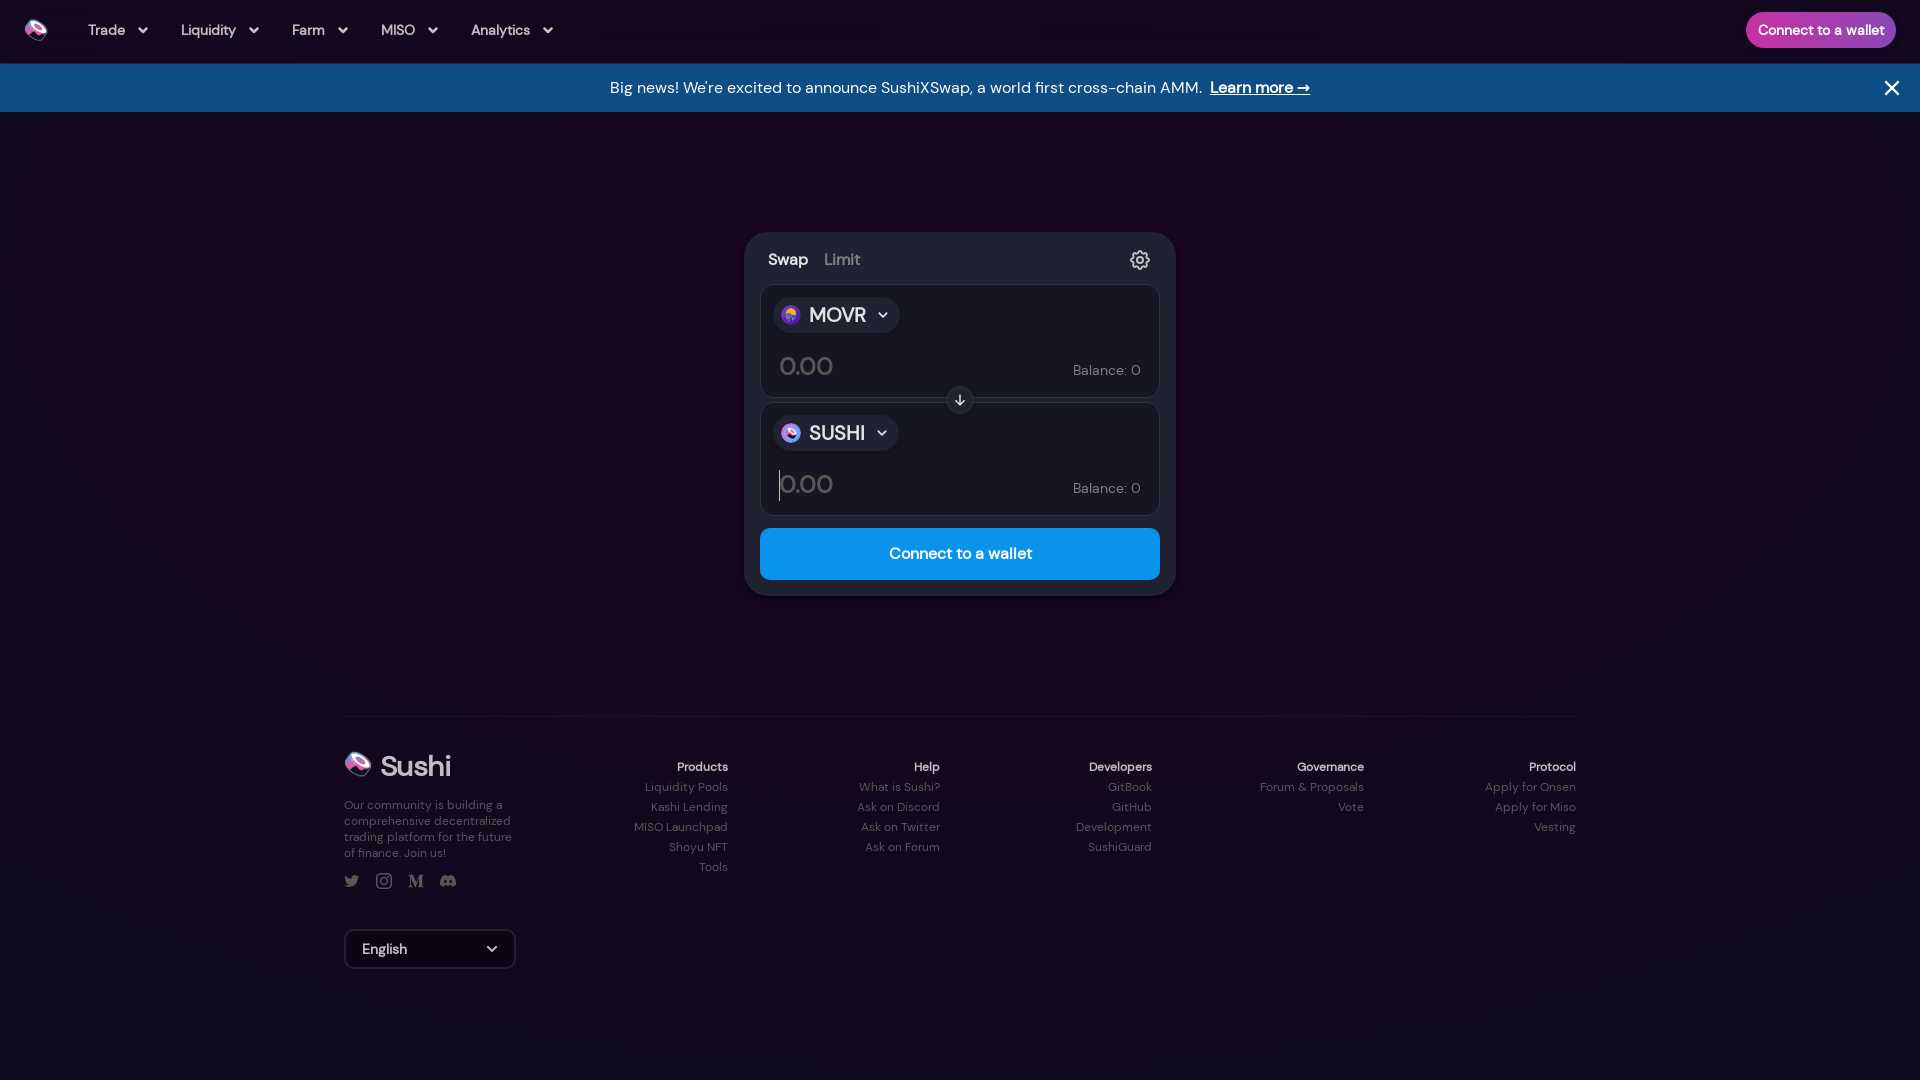 Trade
Liquidity
Farm
MISO
Analytics
Connect to a wallet
Big news! We're excited to announce SushiXSwap, a world first cross-chain AMM. Learn more →
Swap
Limit
MOVR
0.00
Balance: 0
SUSHI
0.00
Balance: 0
Connect to a wallet
Sushi
Our community is building a
comprehensive decentralized
trading platform for the future
of finance. Join us!
English
Products
Liquidity Pools
Kashi Lending
MISO Launchpad
Shoyu NFT
Tools
Help
What is Sushi?
Ask on Discord
Ask on Twitter
Ask on Forum
Developers
GitBook
GitHub
Development
SushiGuard
Governance
Forum & Proposals
Vote
Protocol
Apply for Onsen
Apply for Miso
Vesting